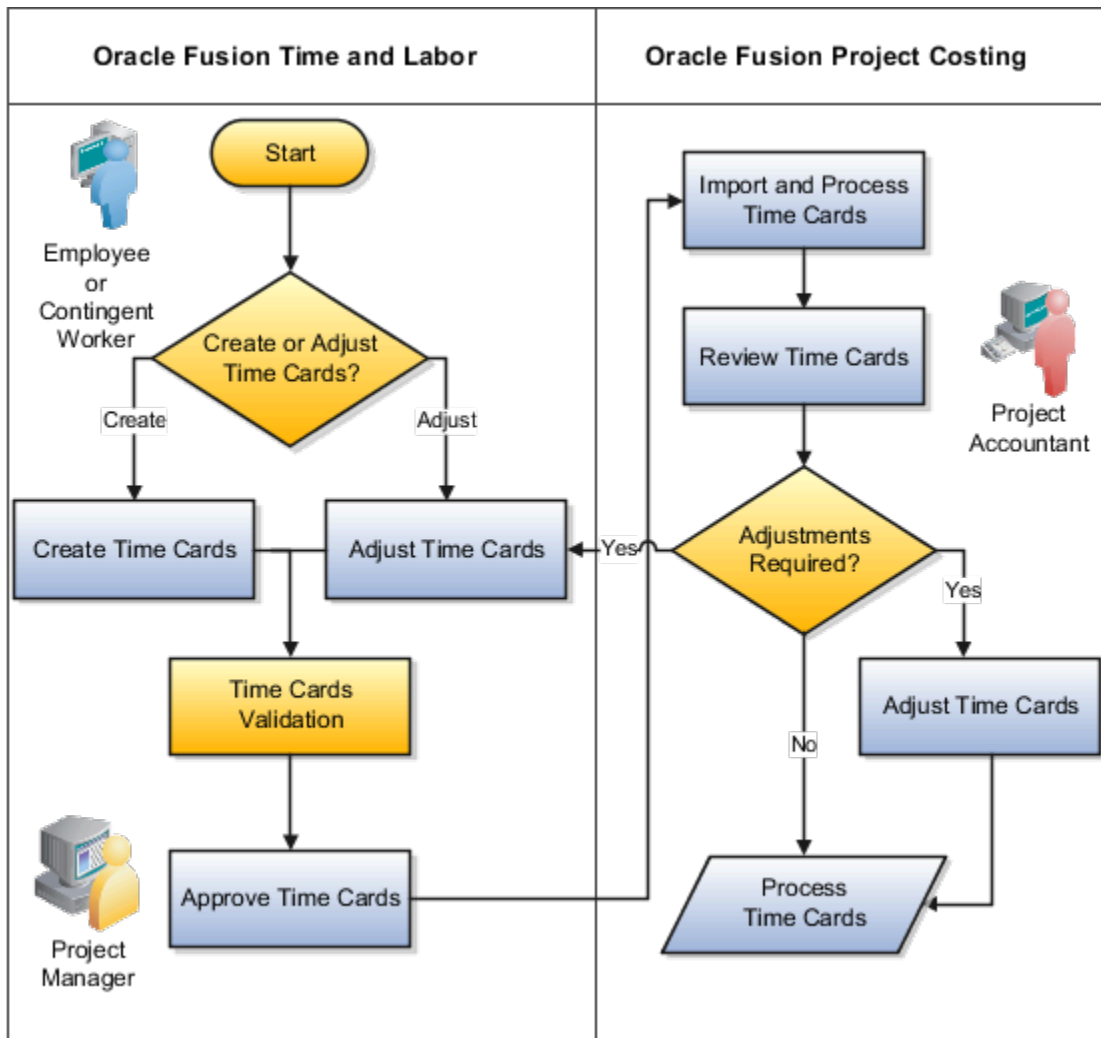 Oracle Fusion Time and Labor
Oracle Fusion Project Costing
Start
Employee
or
Contingent
Worker
Create or Adjust
Time Cards?
Create
Adjust
Create Time Cards
Adjust Time Cards
Time Cards
Validation
Approve Time Cards
Project
Manager
Import and Process
Time Cards
Review Time Cards
Project
Accountant
Adjustments
Required?
Yes
Yes
Adjust Time Cards
No
Process
Time Cards